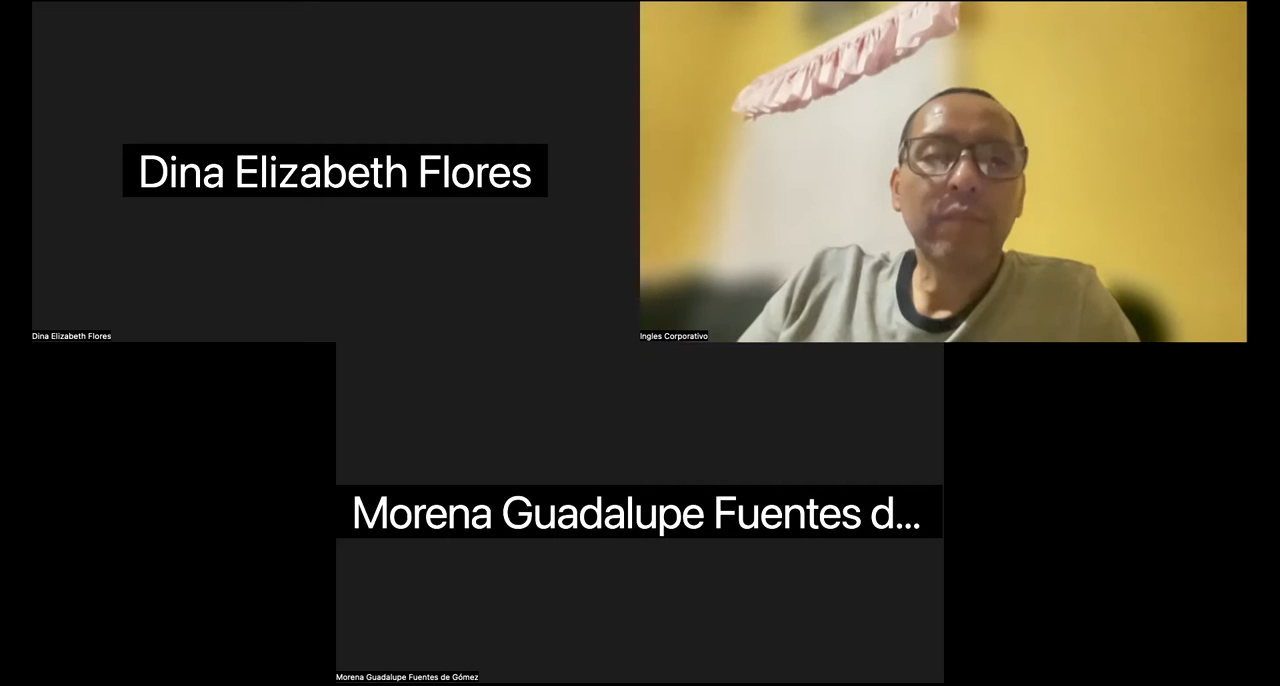 Dina Elizabeth Flores
Dina Elizabeth Flores
Ingles Corporativo
Morena Guadalupe Fuentes d...
Morena Guadalupe Fuentes de Gómez